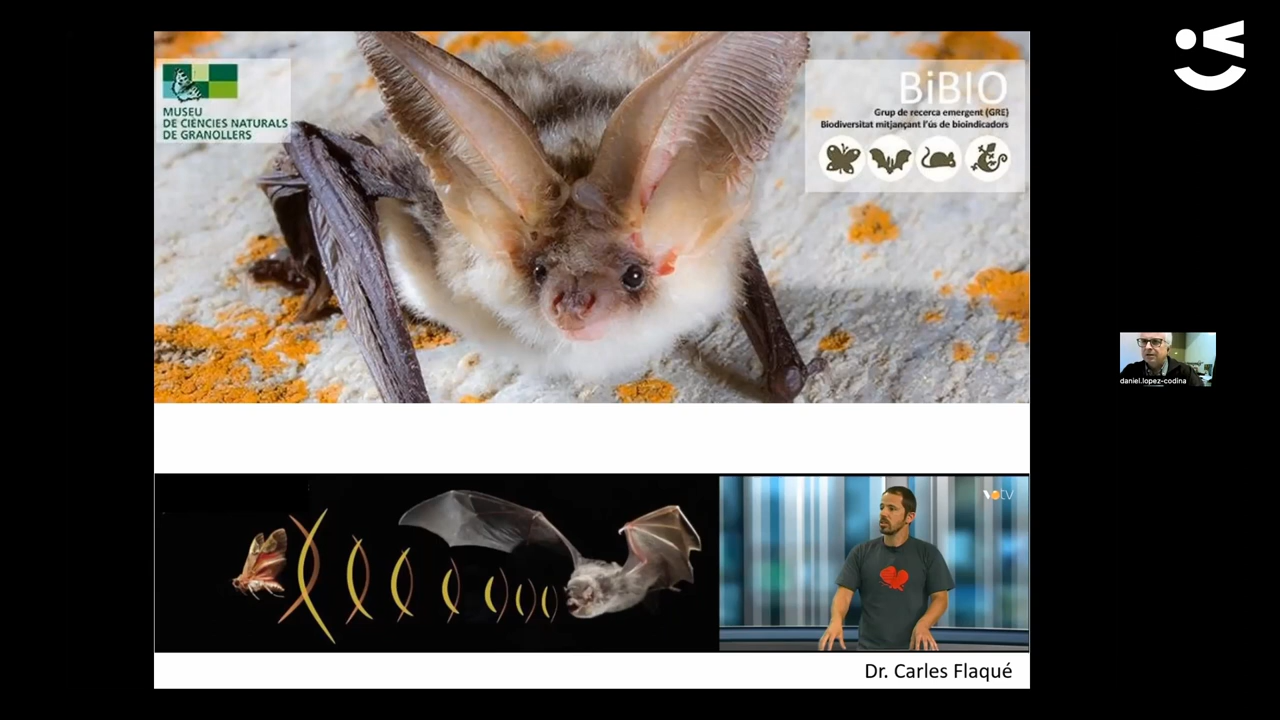 MUSEU
DE CIÈNCIES NATURALS
DE GRANOLLERS
BiBIO
Grup de recerca emergent (GRE)
Biodiversitat mitjançant l'ús de bioindicadors
daniel.lopez-codina
votv
Dr. Carles Flaqué